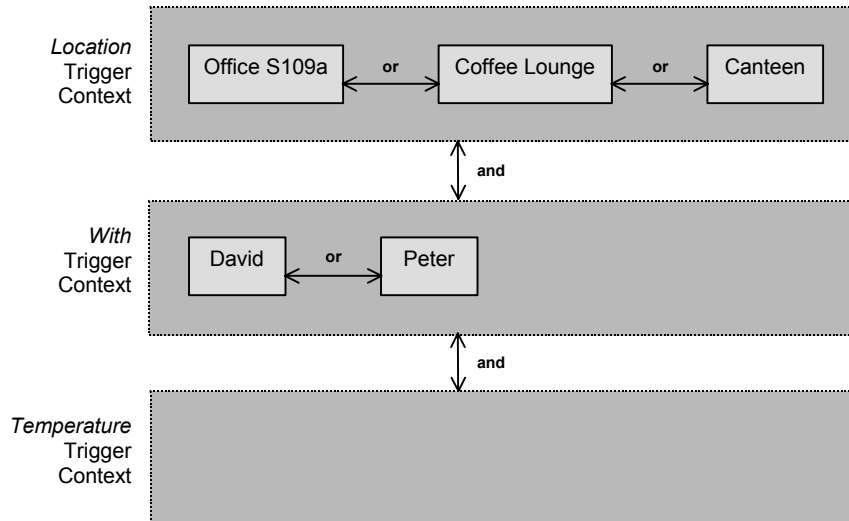 Location
Trigger
Context
Office S109a
or
Coffee Lounge
or
Canteen
and
With
Trigger
Context
David
or
Peter
and
Temperature
Trigger
Context